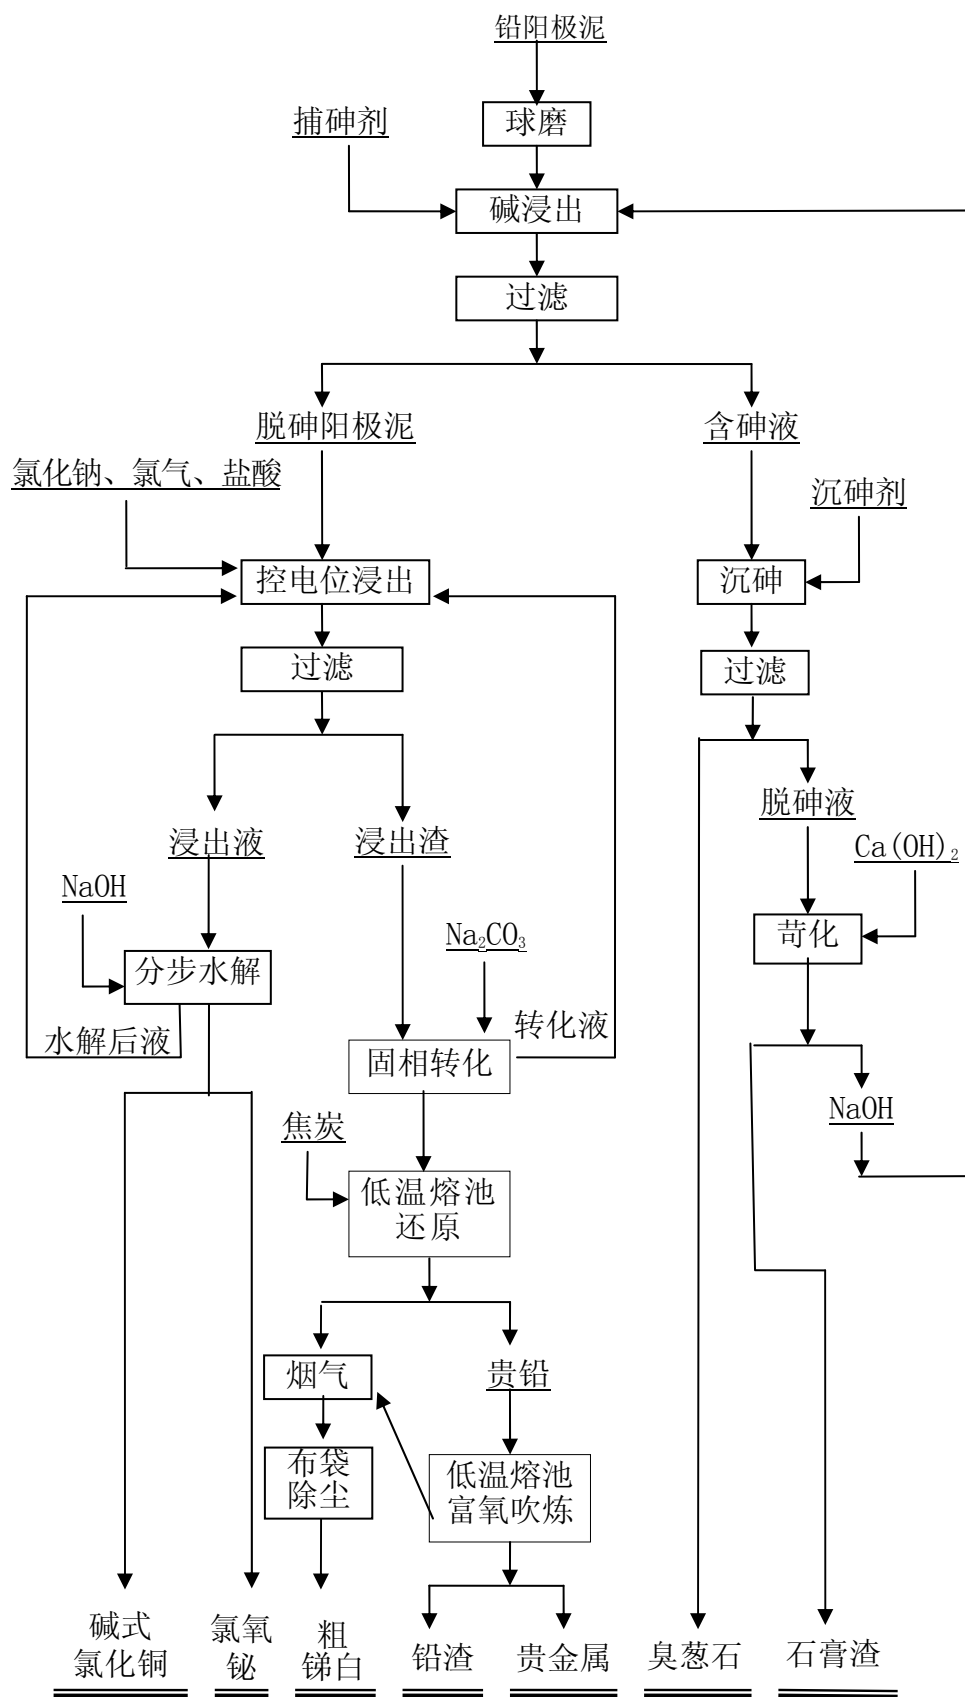 铅阳极泥
捕砷剂
球磨
碱浸出
过滤
脱砷阳极泥
含砷液
氯化钠、氯气、盐酸
沉砷剂
控电位浸出
沉砷
过滤
过滤
脱砷液
浸出液
浸出渣
Ca(OH)₂
NaOH
Na₂CO₃
苛化
分步水解
转化液
水解后液
固相转化
NaOH
焦炭
低温熔池
还原
烟气
贵铅
布袋
除尘
低温熔池
富氧吹炼
碱式
氯化铜
氯氧
铋
粗
锑白
铅渣
贵金属
臭葱石
石膏渣